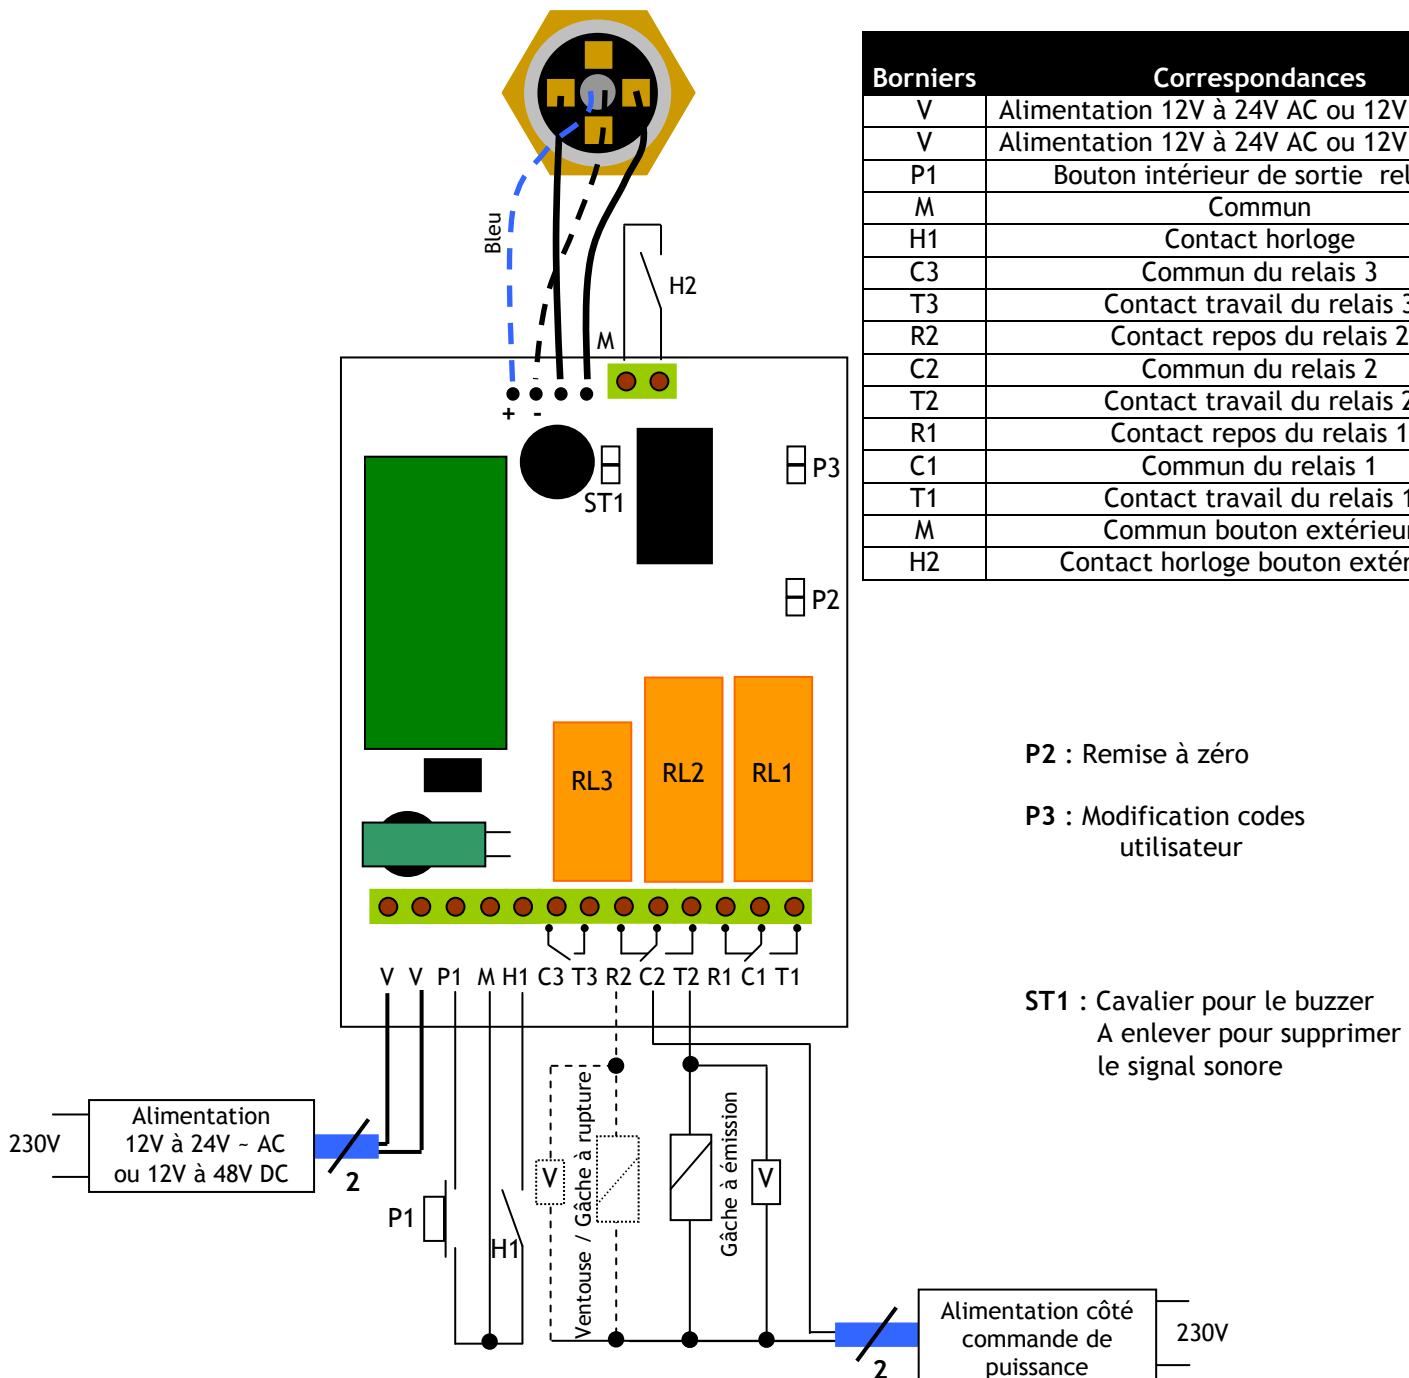 Borniers Correspondances
V Alimentation 12V à 24V AC ou 12V
V Alimentation 12V à 24V AC ou 12V
P1 Bouton intérieur de sortie
M Commun
H1 Contact horloge
C3 Commun du relais 3
T3 Contact travail du relais 3
R2 Contact repos du relais 2
C2 Commun du relais 2
T2 Contact travail du relais 2
R1 Contact repos du relais 1
C1 Commun du relais 1
T1 Contact travail du relais 1
M Commun bouton extérieur
H2 Contact horloge bouton
Bleu
H2
M
+ -
ST1
P3
P2
RL3 RL2 RL1
P2 : Remise à zéro
P3 : Modification codes
utilisateur
ST1 : Cavalier pour le buzzer
A enlever pour supprimer
le signal sonore
V V P1 M H1 C3 T3 R2 C2 T2 R1 C1 T1
230V
Alimentation
12V à 24V ~ AC
ou 12V à 48V DC
2
P1
H1
V
Ventouse / Gâche à rupture
Gâche à émission
V
2
Alimentation côté
commande de
puissance
230V